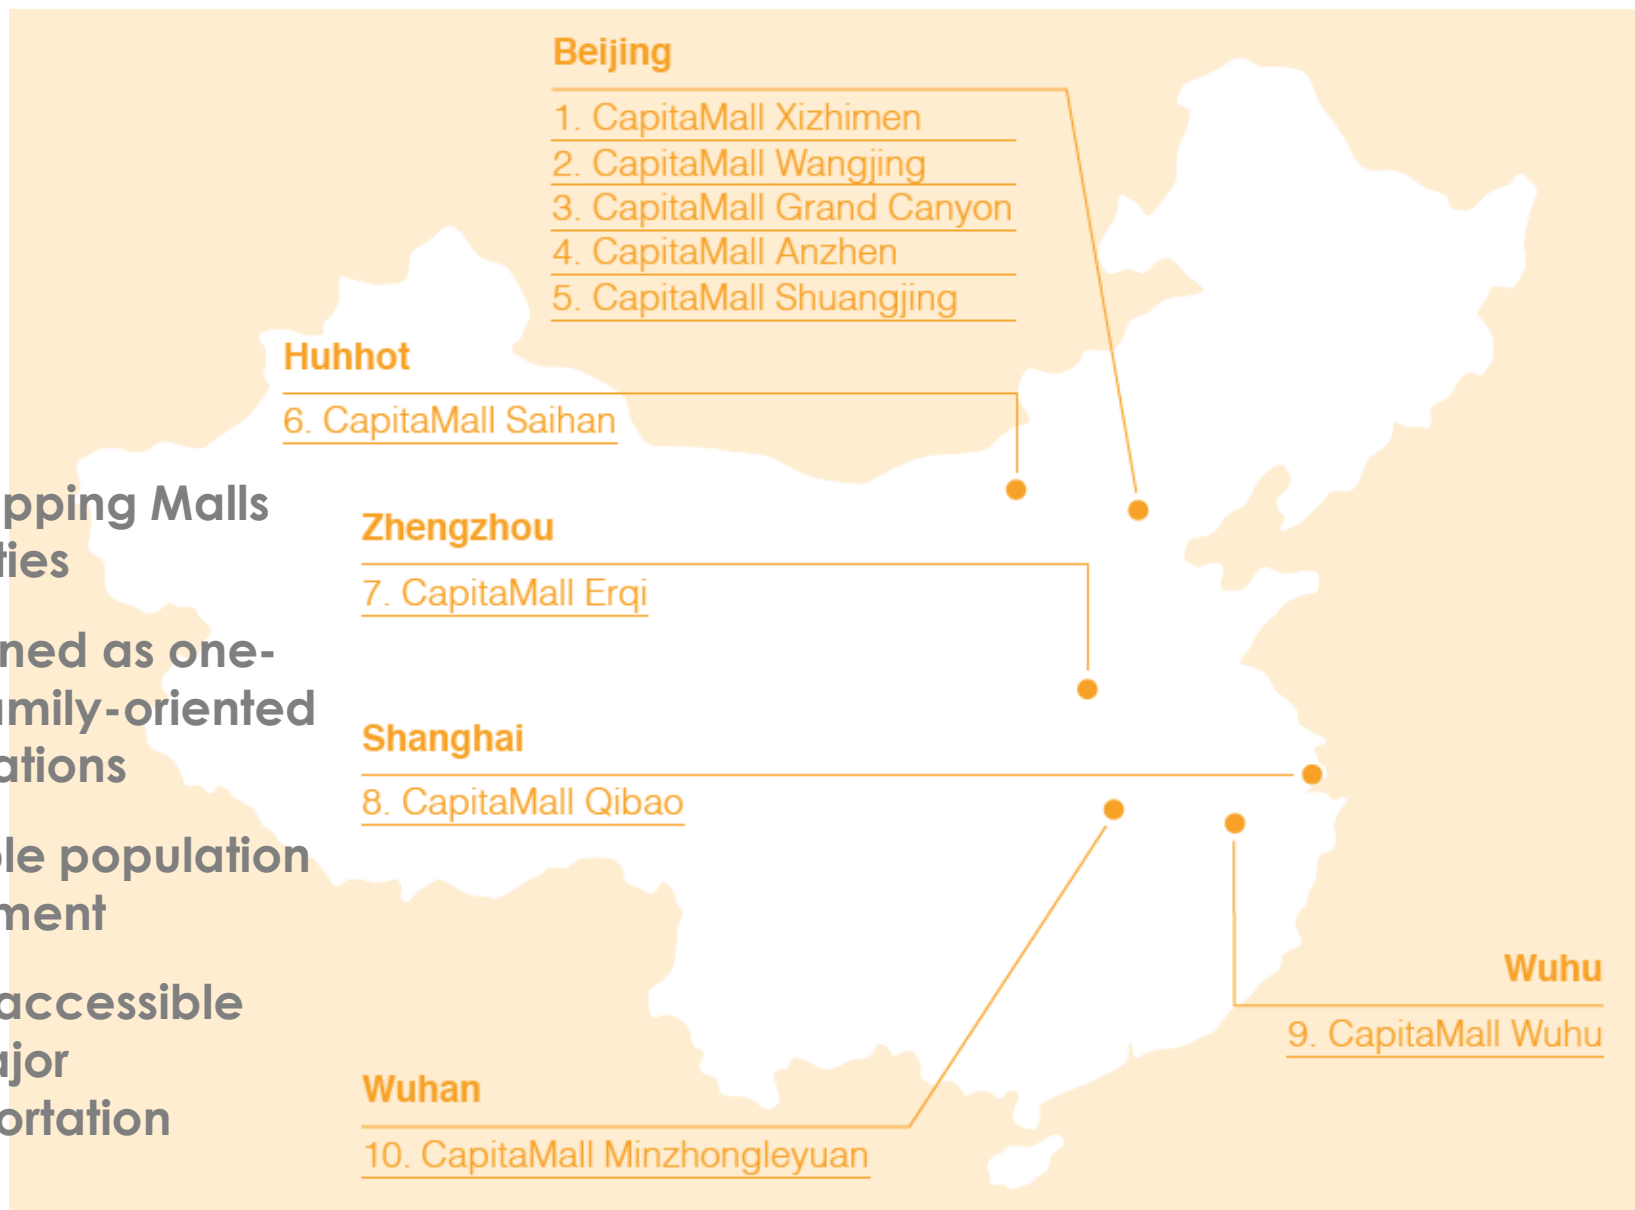 Beijing
1. CapitaMall Xizhimen
2. CapitaMall Wangjing
3. CapitaMall Grand Canyon
4. CapitaMall Anzhen
5. CapitaMall Shuangjing
Huhhot
6. CapitaMall Saihan
Zhengzhou
7. CapitaMall Erqi
Shanghai
8. CapitaMall Qibao
Wuhu
9. CapitaMall Wuhu
Wuhan
10. CapitaMall Minzhongleyuan
pping Malls
ties
ned as one-
amily-oriented
ations
population
ment
accessible
ajor
ortation